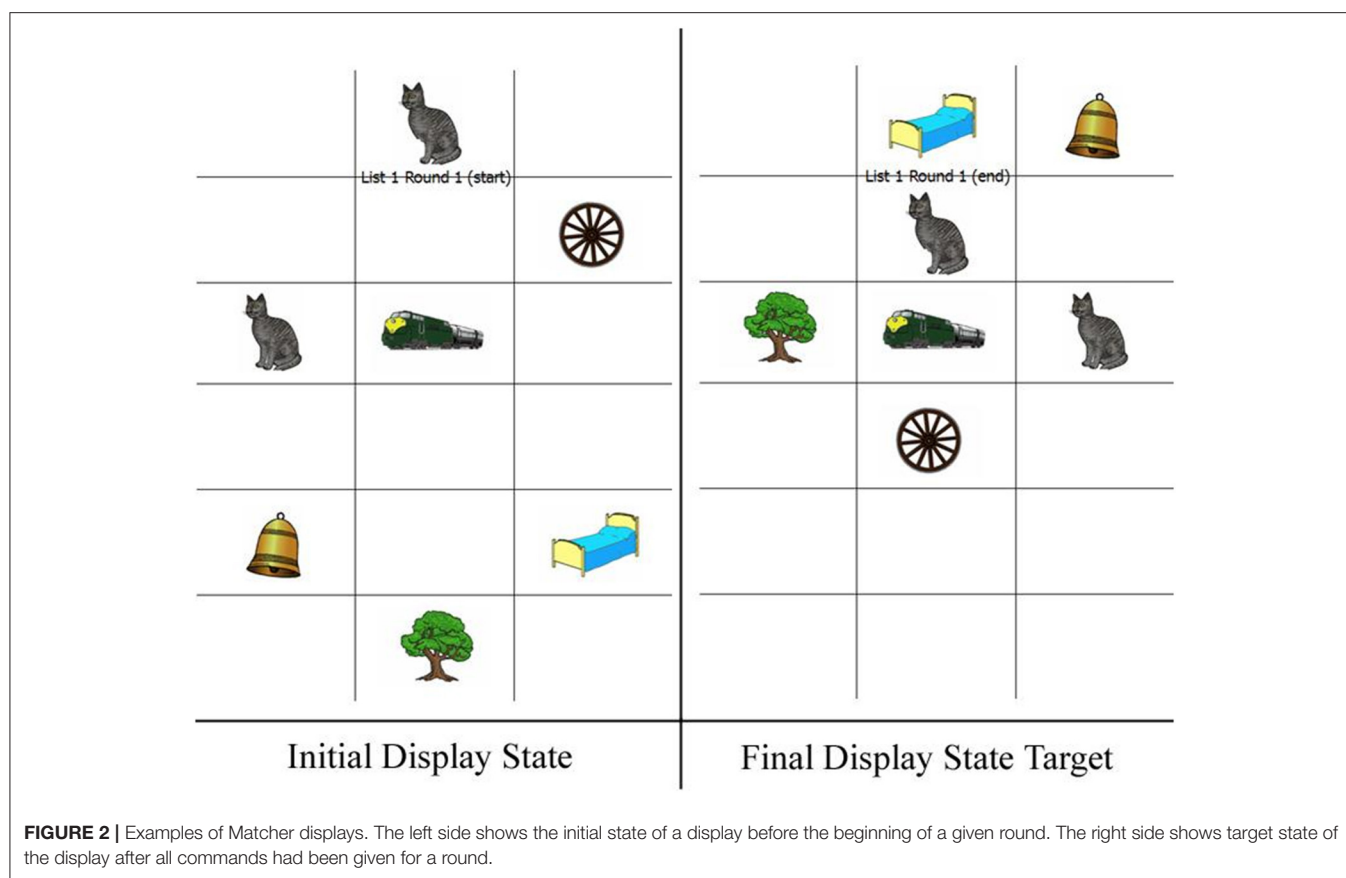 List 1 Round 1 (start)
List 1 Round 1 (end)
Initial Display State
Final Display State Target
FIGURE 2 | Examples of Matcher displays. The left side shows the initial state of a display before the beginning of a given round. The right side shows target state of
the display after all commands had been given for a round.